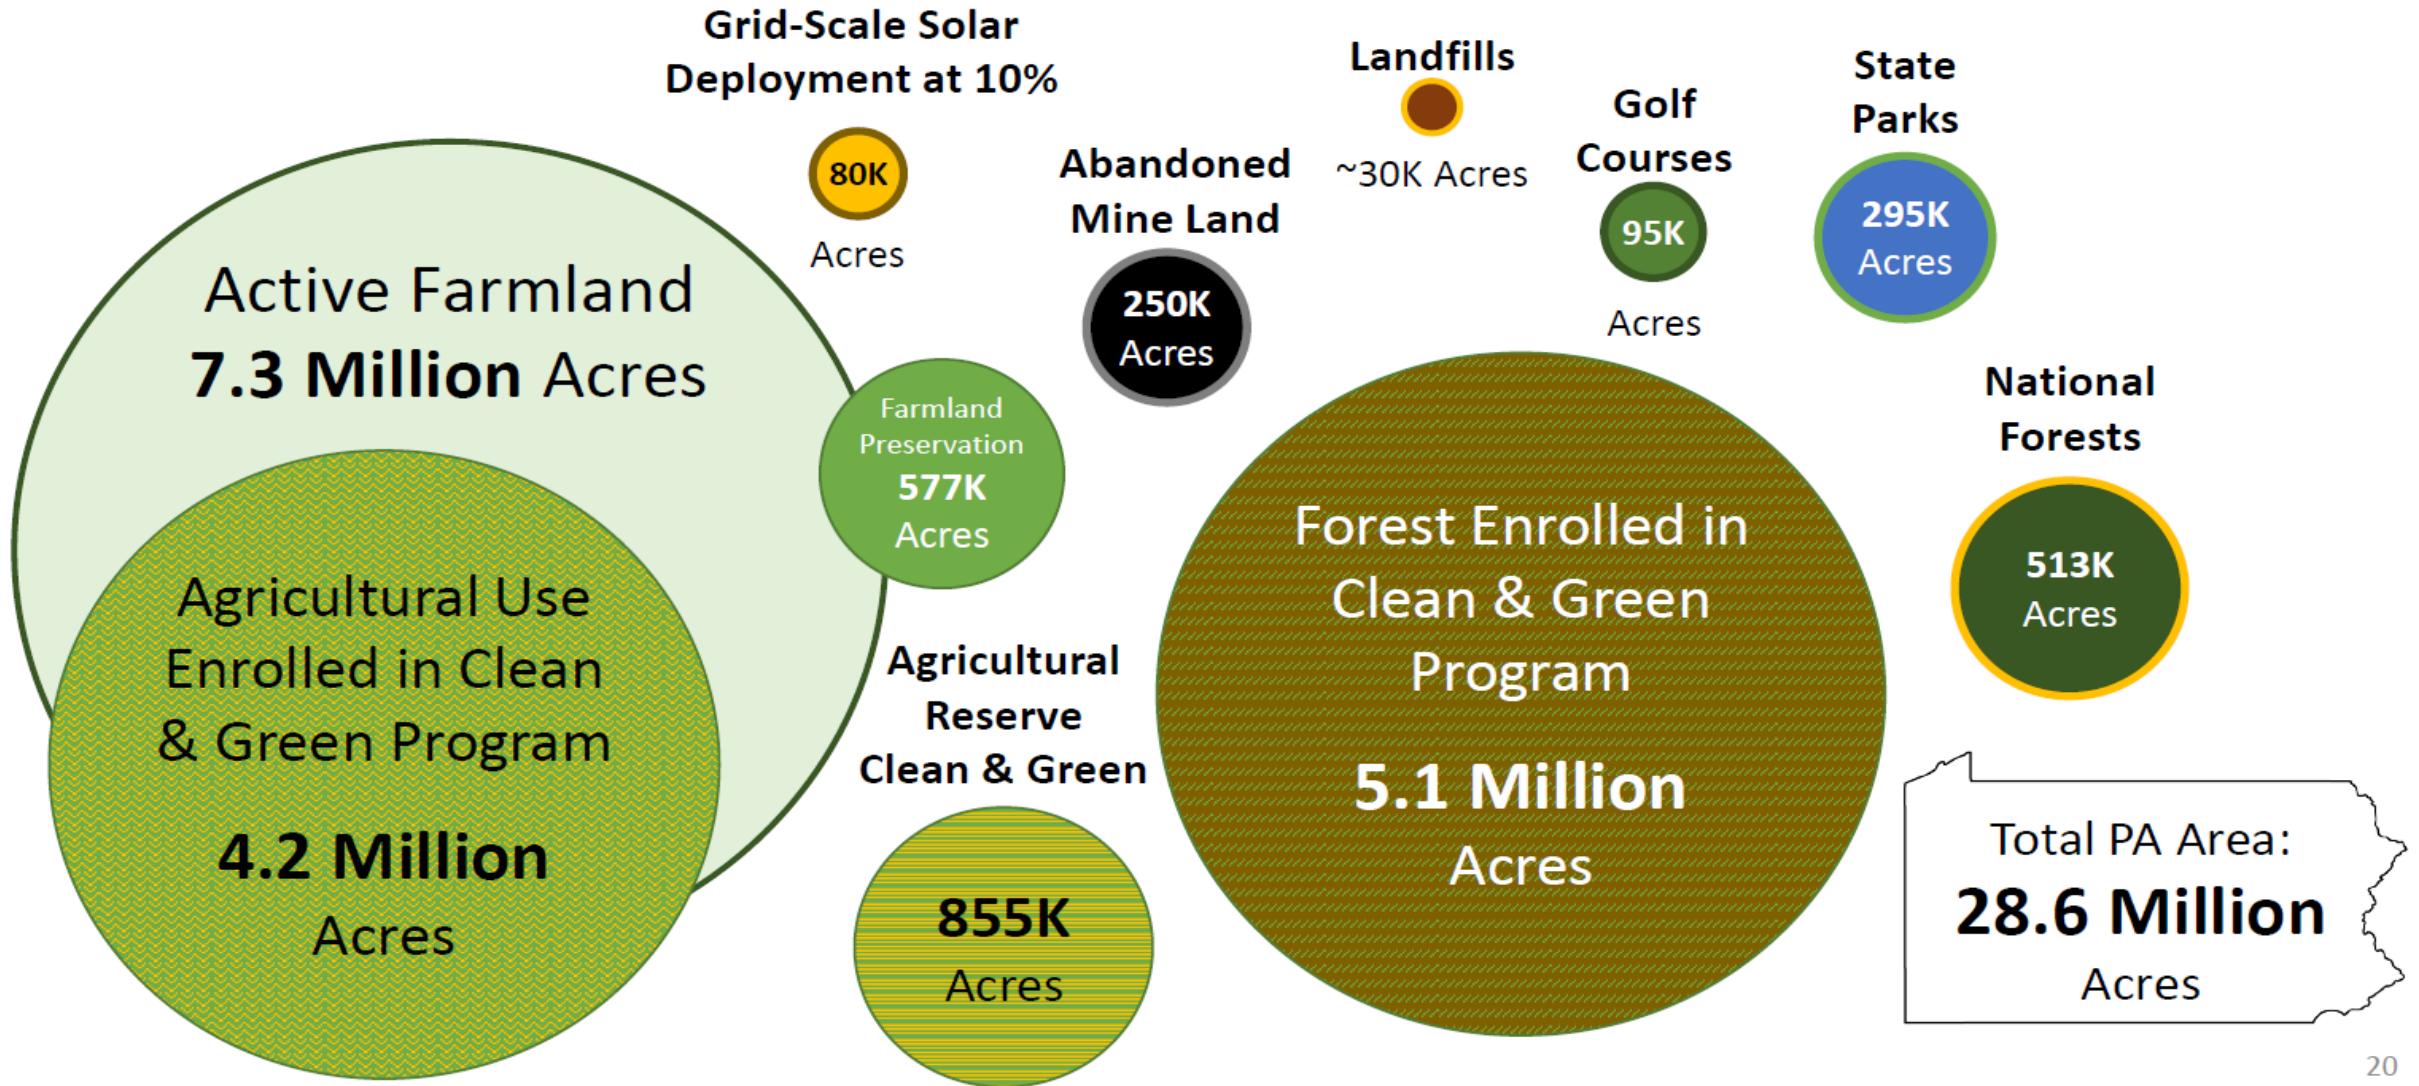 Grid-Scale Solar
Deployment at 10%
80K
Acres
Landfills
~30K Acres
Golf
Courses
95K
Acres
State
Parks
295K
Acres
Abandoned
Mine Land
250K
Acres
Active Farmland
7.3 Million Acres
Farmland
Preservation
577K
Acres
National
Forests
513K
Acres
Agricultural Use
Enrolled in Clean
& Green Program
4.2 Million
Acres
Agricultural
Reserve
Clean & Green
855K
Acres
Forest Enrolled in
Clean & Green
Program
5.1 Million
Acres
Total PA Area:
28.6 Million
Acres
20